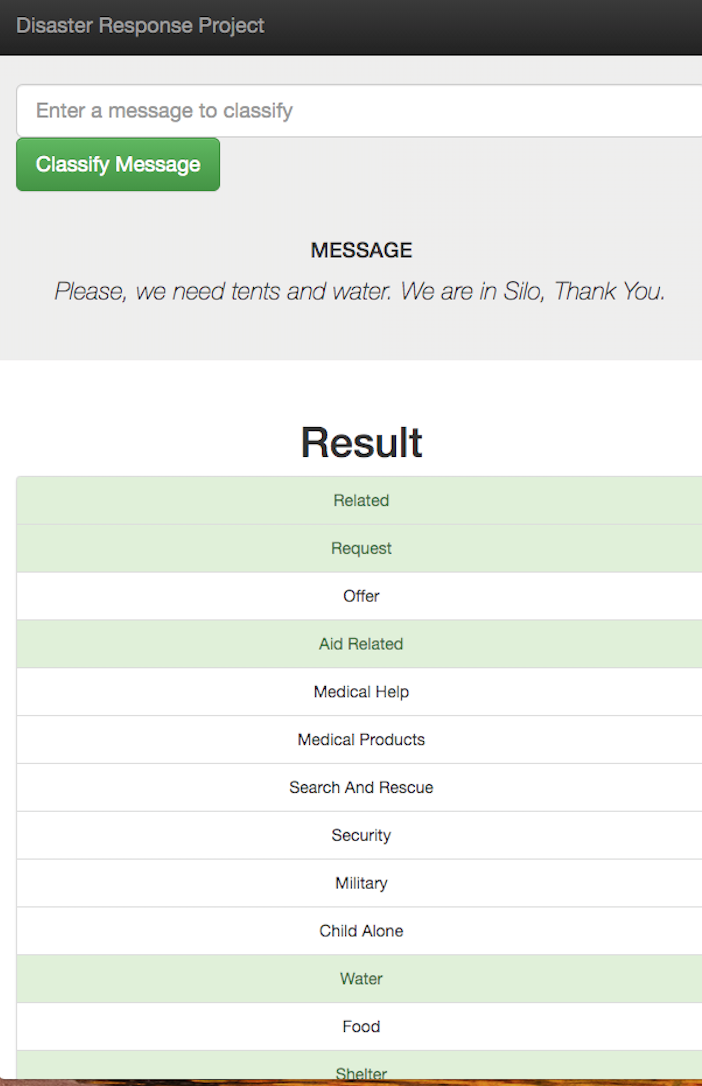 Disaster Response Project
Enter a message to classify
Classify Message
MESSAGE
Please, we need tents and water. We are in Silo, Thank You.
Result
Related
Request
Offer
Aid Related
Medical Help
Medical Products
Search And Rescue
Security
Military
Child Alone
Water
Food
Shelter